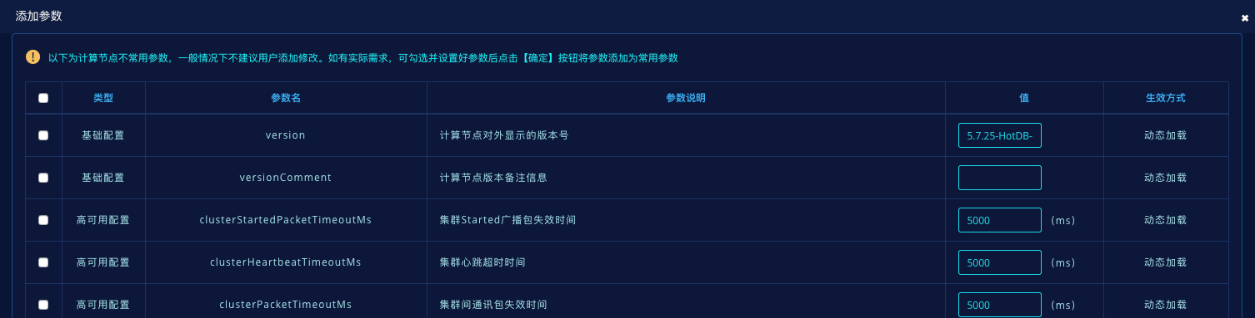 添加参数
以下为计算节点不常用参数，一般情况下不建议用户添加修改。如有实际需求，可勾选并设置好参数后点击【确定】按钮将参数添加为常用参数
类型 参数名 参数说明 值 生效方式
基础配置 version 计算节点对外显示的版本号 5.7.25-HotDB- 动态加载
基础配置 versionComment 计算节点版本备注信息 动态加载
高可用配置 clusterStartedPacketTimeoutMs 集群Started广播包失效时间 5000 (ms) 动态加载
高可用配置 clusterHeartbeatTimeoutMs 集群心跳超时时间 5000 (ms) 动态加载
高可用配置 clusterPacketTimeoutMs 集群间通讯包失效时间 5000 (ms) 动态加载